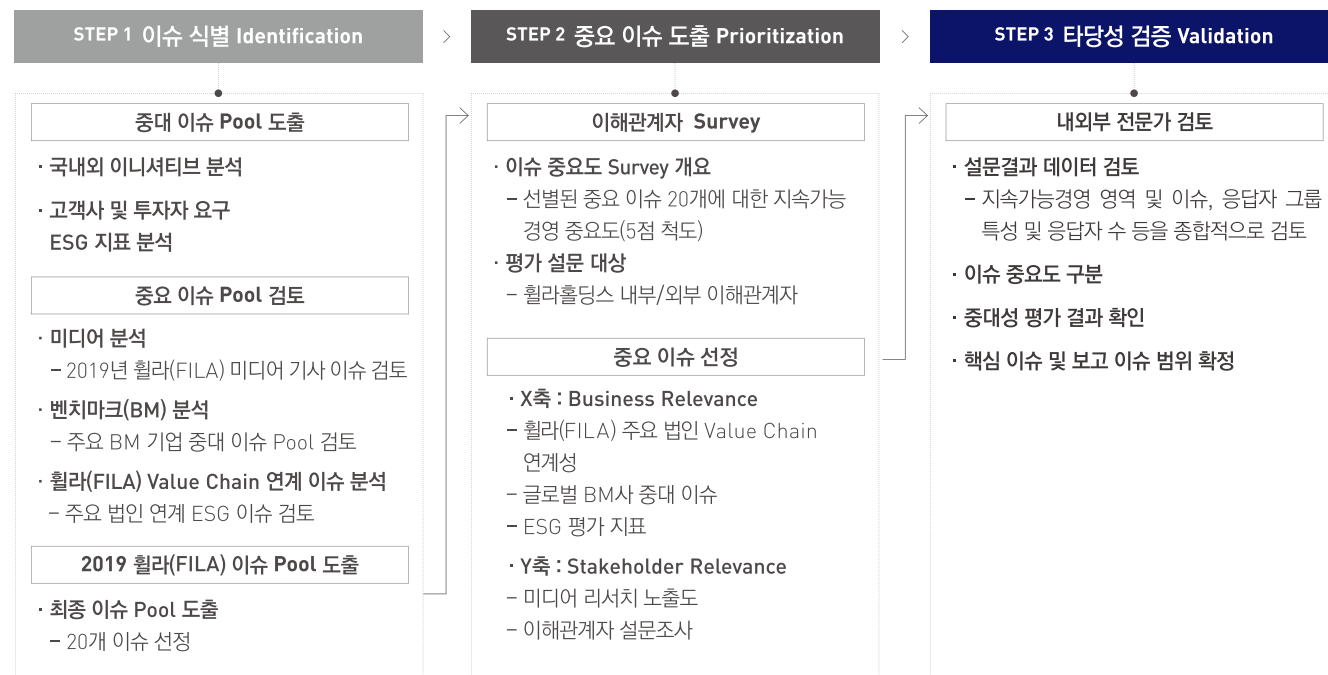 STEP 1 이슈 식별 Identification
중대 이슈 Pool 도출
· 국내외 이니셔티브 분석
· 고객사 및 투자자 요구
ESG 지표 분석
중요 이슈 Pool 검토
· 미디어 분석
– 2019년 휠라(FILA) 미디어 기사 이슈 검토
· 벤치마크(BM) 분석
– 주요 BM 기업 중대 이슈 Pool 검토
· 휠라(FILA) Value Chain 연계 이슈 분석
– 주요 법인 연계 ESG 이슈 검토
2019 휠라(FILA) 이슈 Pool 도출
· 최종 이슈 Pool 도출
– 20개 이슈 선정
STEP 2 중요 이슈 도출 Prioritization
이해관계자 Survey
· 이슈 중요도 Survey 개요
– 선별된 중요 이슈 20개에 대한 지속가능
경영 중요도(5점 척도)
· 평가 설문 대상
– 휠라홀딩스 내부/외부 이해관계자
중요 이슈 선정
· X축 : Business Relevance
– 휠라(FILA) 주요 법인 Value Chain
연계성
– 글로벌 BM사 중대 이슈
– ESG 평가 지표
· Y축 : Stakeholder Relevance
– 미디어 리서치 노출도
– 이해관계자 설문조사
STEP 3 타당성 검증 Validation
내외부 전문가 검토
· 설문결과 데이터 검토
– 지속가능경영 영역 및 이슈, 응답자 그룹
특성 및 응답자 수 등을 종합적으로 검토
· 이슈 중요도 구분
· 중대성 평가 결과 확인
· 핵심 이슈 및 보고 이슈 범위 확정